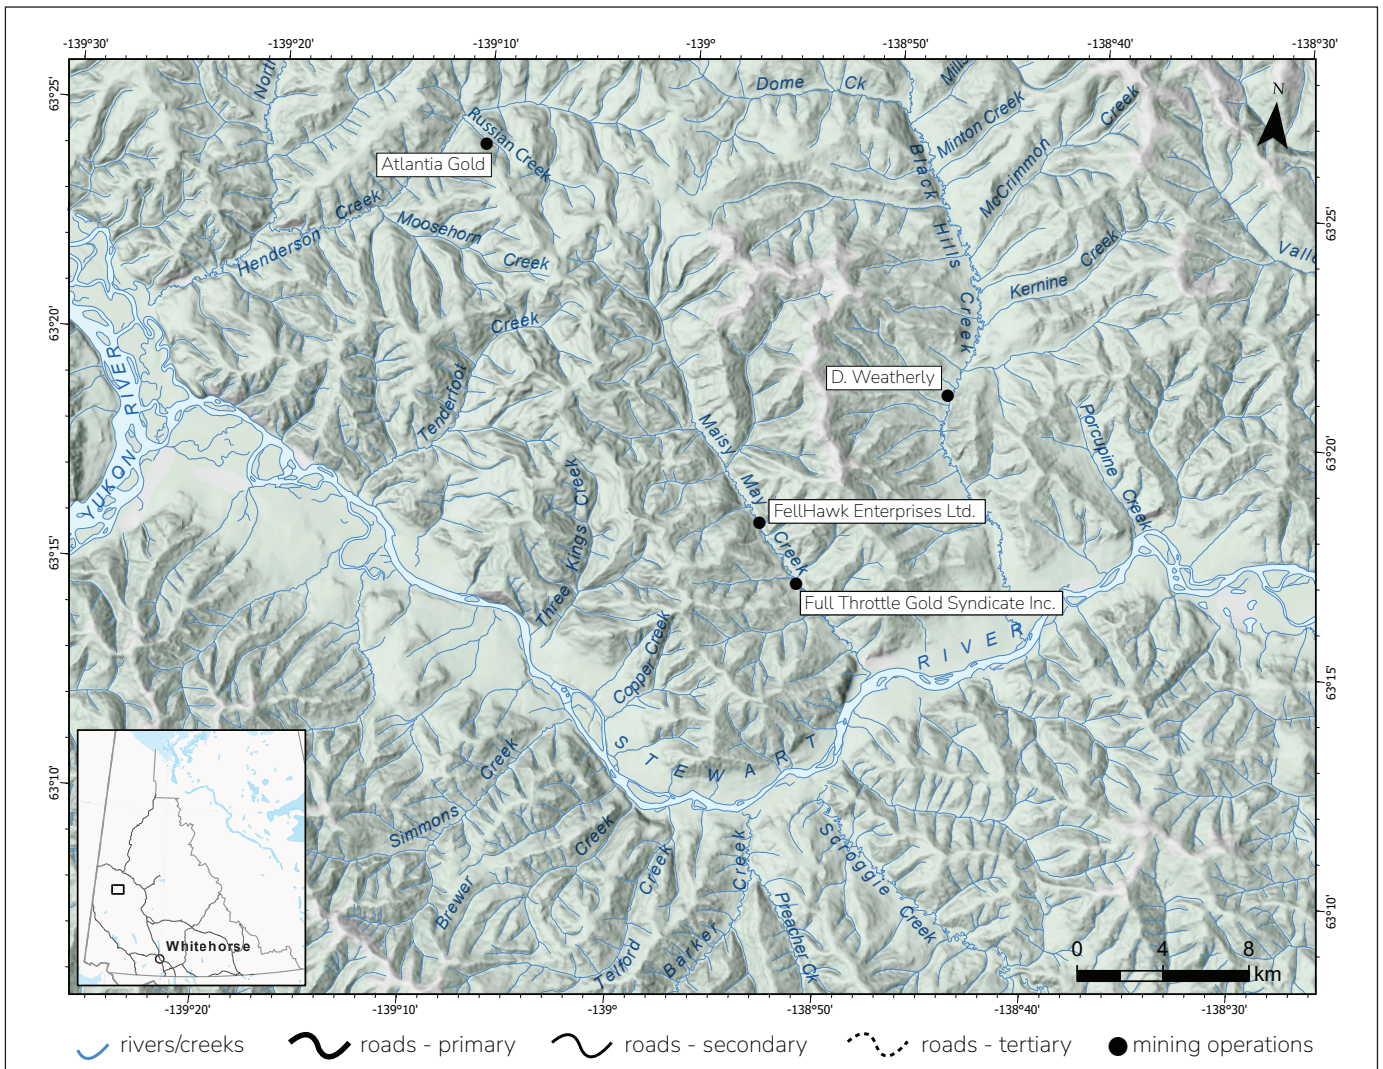 -139°30' -139°20' -139°10' -139° -138°50' -138°40' -138°30'
63°25'
63°20'
63°15'
63°10'
63°25'
63°20'
63°15'
63°10'
N
North
Dome Ck
Mills
Minton Creek
McCrimmon Creek
Russian Creek
Atlantia Gold
Black Hills Creek
Henderson Creek
Moosehorn Creek
Kernine Creek
Tenderfoot Creek
YUKON RIVER
D. Weatherly
Maisy May Creek
Porcupine Creek
Three Kings Creek
FellHawk Enterprises Ltd.
Full Throttle Gold Syndicate Inc.
Copper Creek
STEWART RIVER
Simmons Creek
Brewer Creek
Telford Creek
Barker Creek
Preacher Ck
Scroggie Creek
Whitehorse
0 4 8
km
-139°20' -139°10' -139° -138°50' -138°40' -138°30'
rivers/creeks roads - primary roads - secondary roads - tertiary mining operations